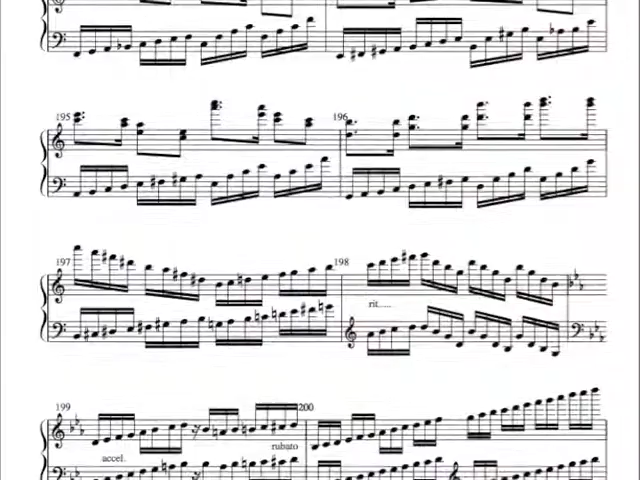 195
196
197
198
rit.....
199
200
accel.
rubato